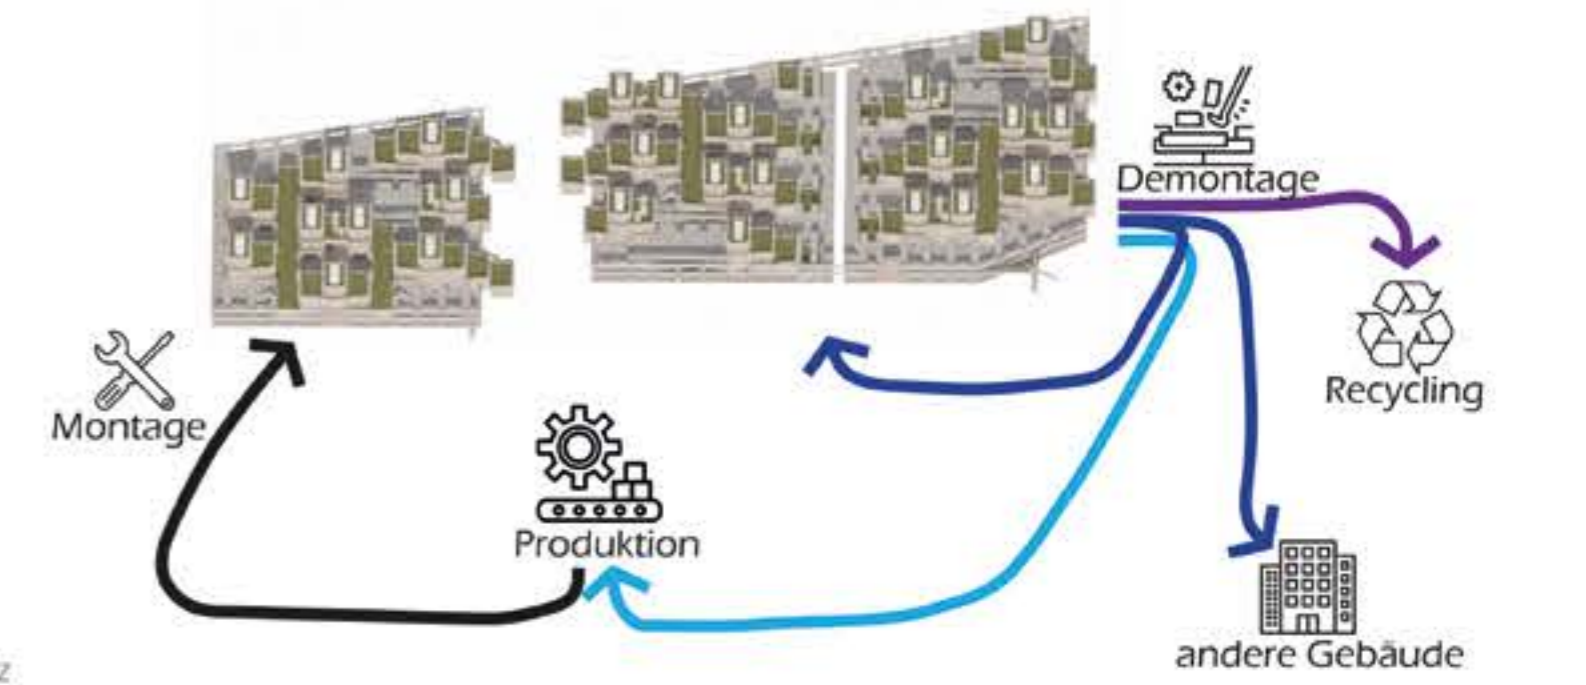 Demontage
Montage
Recycling
Produktion
andere Gebäude
z